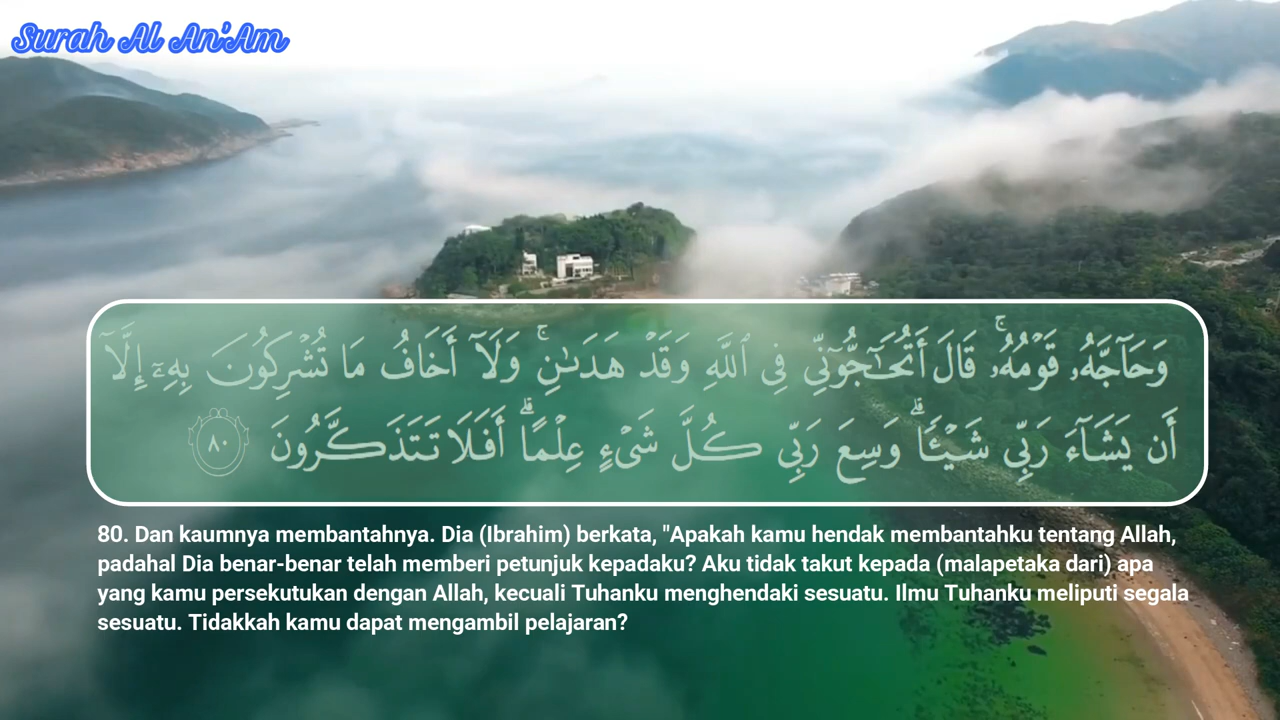 Surah Al An'Am
وَحَآجَّهُۥ قَوْمُهُۥ ۚ قَالَ أَتُحَـٰٓجُّوٓنِّى فِى ٱللَّهِ وَقَدْ هَدَىٰنِ ۚ وَلَآ أَخَافُ مَا تُشْرِكُونَ بِهِۦٓ إِلَّآ
أَن يَشَآءَ رَبِّى شَيْـًٔا ۗ وَسِعَ رَبِّى كُلَّ شَىْءٍ عِلْمًا ۗ أَفَلَا تَتَذَكَّرُونَ ٨٠
80. Dan kaumnya membantahnya. Dia (Ibrahim) berkata, "Apakah kamu hendak membantahku tentang Allah,
padahal Dia benar-benar telah memberi petunjuk kepadaku? Aku tidak takut kepada (malapetaka dari) apa
yang kamu persekutukan dengan Allah, kecuali Tuhanku menghendaki sesuatu. Ilmu Tuhanku meliputi segala
sesuatu. Tidakkah kamu dapat mengambil pelajaran?